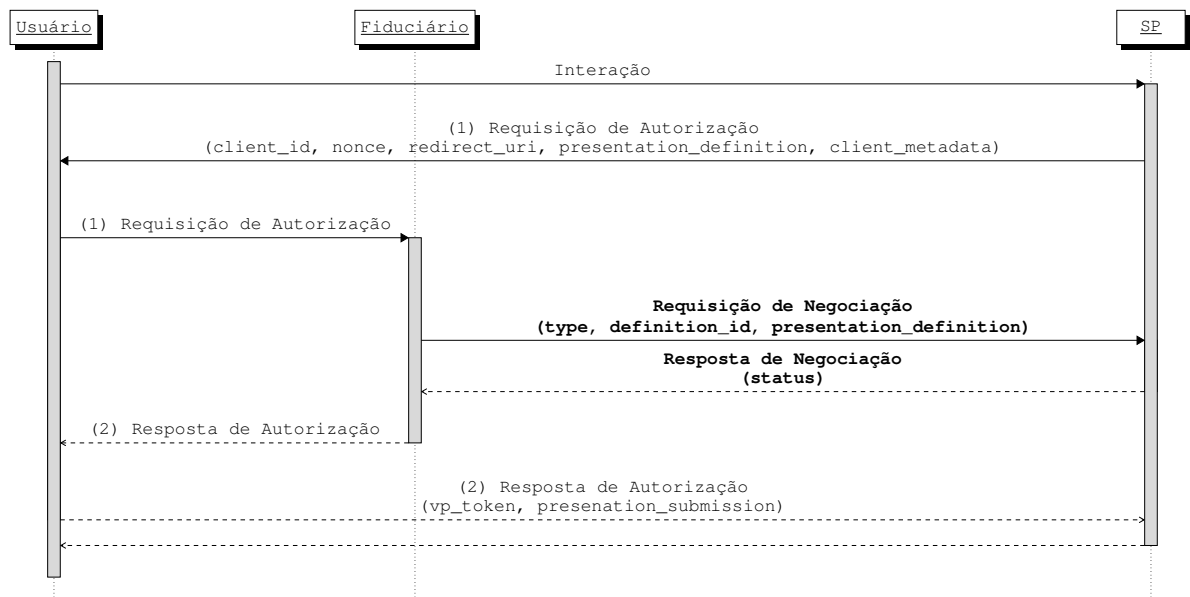 Usuário
Fiduciário
SP
Interação
(1) Requisição de Autorização
(client_id, nonce, redirect_uri, presentation_definition, client_metadata)
(1) Requisição de Autorização
Requisição de Negociação
(type, definition_id, presentation_definition)
Resposta de Negociação
(status)
(2) Resposta de Autorização
(2) Resposta de Autorização
(vp_token, presenation_submission)